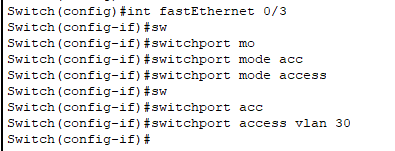 Switch(config)#int fastEthernet 0/3
Switch(config-if)#sw
Switch(config-if)#switchport mo
Switch(config-if)#switchport mode acc
Switch(config-if)#switchport mode access
Switch(config-if)#sw
Switch(config-if)#switchport acc
Switch(config-if)#switchport access vlan 30
Switch(config-if)#